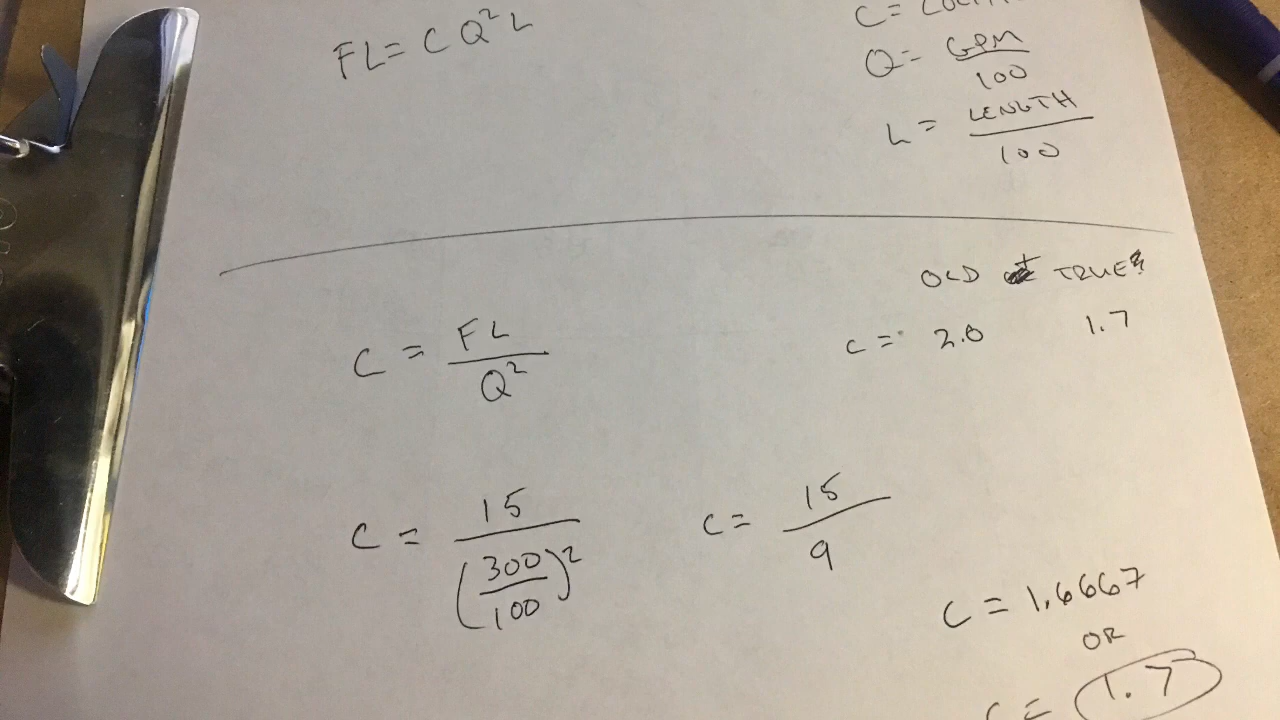 FL = C Q² L
C =
Q = GPM / 100
L = LENGTH / 100
OLD TRUE?
C = FL / Q²
C = 2.0 1.7
C = 15 / (300 / 100)²
C = 15 / 9
C = 1.6667
OR
C = 1.7